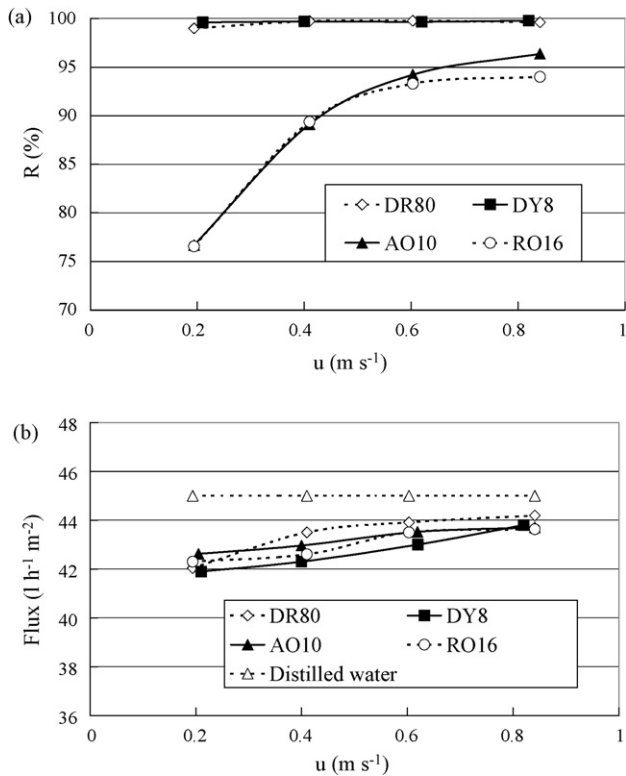 (a)
100
95
90
85
80
75
70
R (%)
DR80 DY8
AO10 RO16
0 0.2 0.4 0.6 0.8 1
u (m s⁻¹)
(b)
48
46
44
42
40
38
36
Flux (l h⁻¹ m⁻²)
DR80 DY8
AO10 RO16
Distilled water
0 0.2 0.4 0.6 0.8 1
u (m s⁻¹)